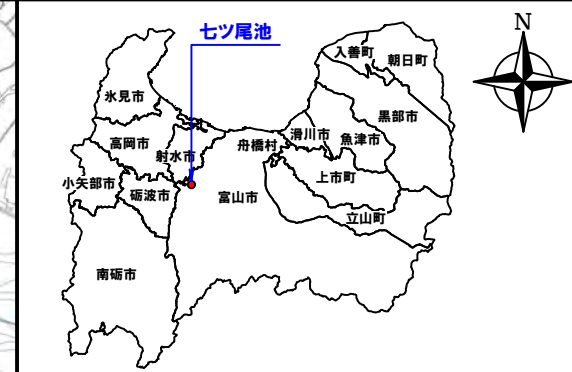 七ツ尾池
N
入善町
朝日町
氷見市
黒部市
高岡市
射水市
舟橋村
滑川市
魚津市
小矢部市
砺波市
富山市
上市町
立山町
南砺市